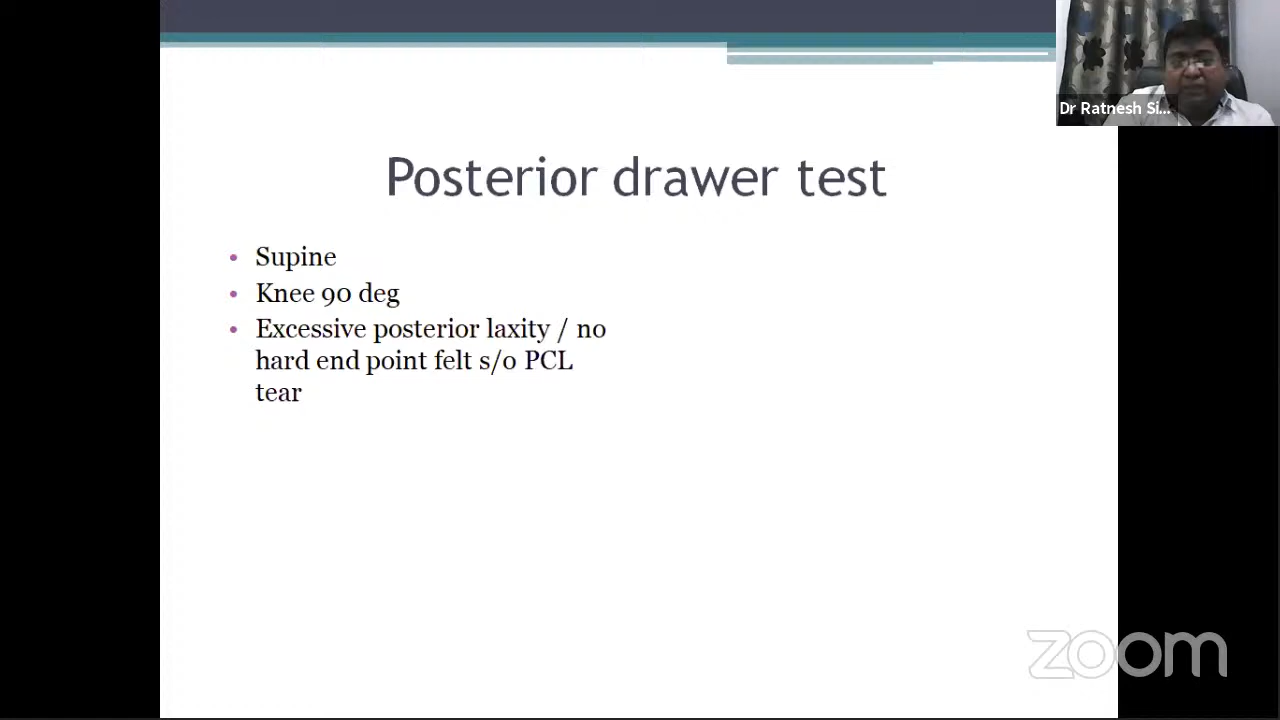 Dr Ratnesh Si...
Posterior drawer test
• Supine
• Knee 90 deg
• Excessive posterior laxity / no
hard end point felt s/o PCL
tear
zoom